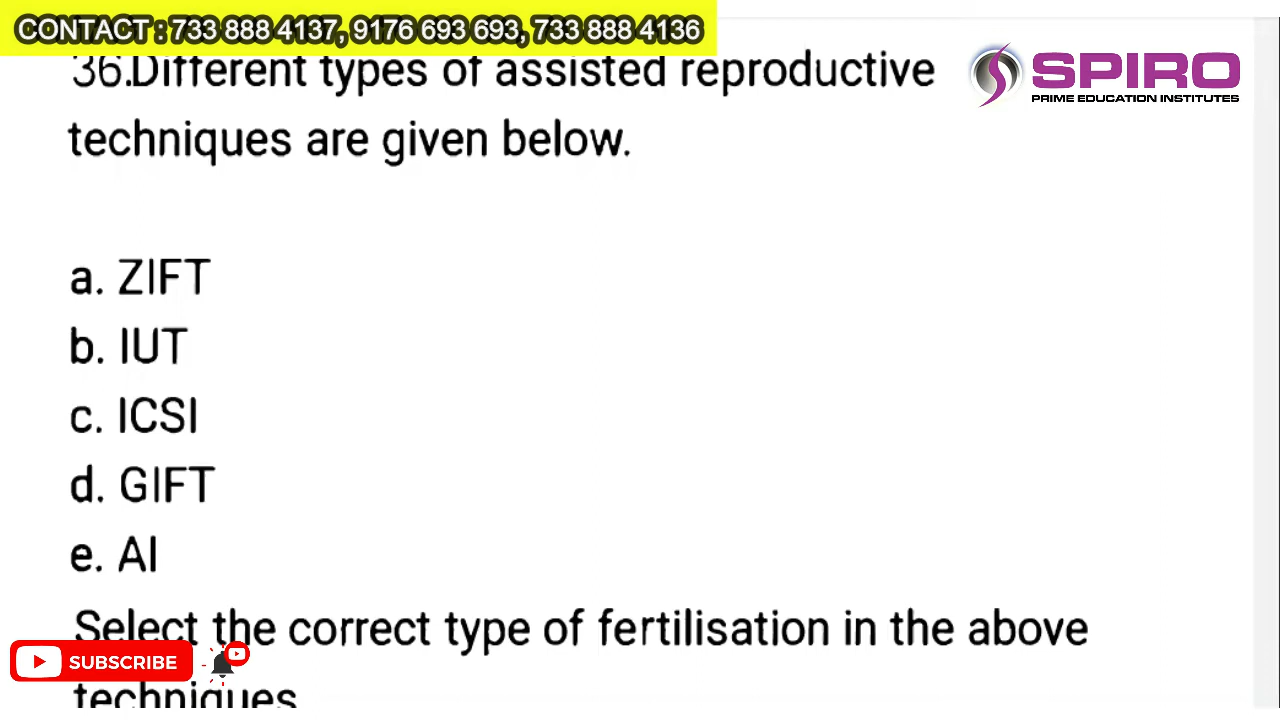 CONTACT : 733 888 4137, 9176 693 693, 733 888 4136
SPIRO
PRIME EDUCATION INSTITUTES
36.Different types of assisted reproductive
techniques are given below.
a. ZIFT
b. IUT
c. ICSI
d. GIFT
e. AI
Select the correct type of fertilisation in the above
SUBSCRIBE
techniques